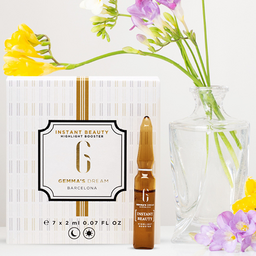 INSTANT BEAUTY
HIGHLIGHT BOOSTER
G
GEMMA'S DREAM
BARCELONA
e 7 x 2 ml 0.07 FL OZ
G
INSTANT
BEAUTY